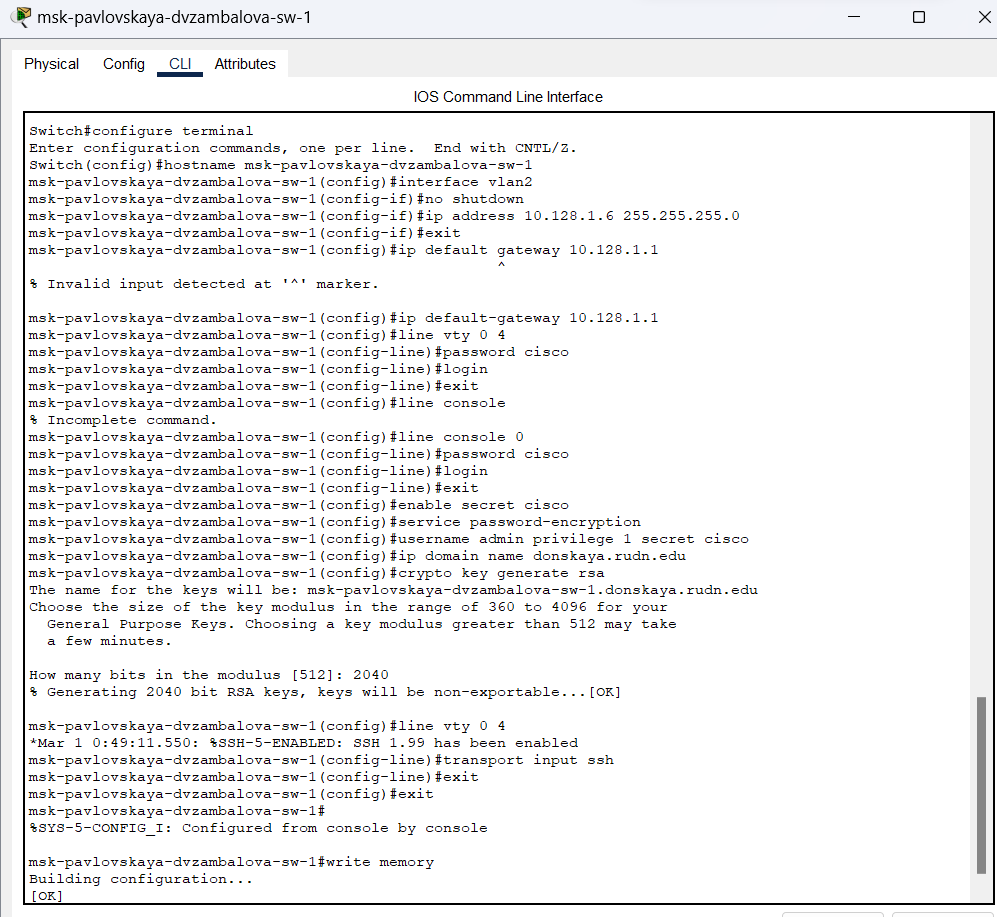 msk-pavlovskaya-dvzambalova-sw-1
Physical Config CLI Attributes
IOS Command Line Interface
Switch#configure terminal
Enter configuration commands, one per line.  End with CNTL/Z.
Switch(config)#hostname msk-pavlovskaya-dvzambalova-sw-1
msk-pavlovskaya-dvzambalova-sw-1(config)#interface vlan2
msk-pavlovskaya-dvzambalova-sw-1(config-if)#no shutdown
msk-pavlovskaya-dvzambalova-sw-1(config-if)#ip address 10.128.1.6 255.255.255.0
msk-pavlovskaya-dvzambalova-sw-1(config-if)#exit
msk-pavlovskaya-dvzambalova-sw-1(config)#ip default gateway 10.128.1.1
^
% Invalid input detected at '^' marker.
msk-pavlovskaya-dvzambalova-sw-1(config)#ip default-gateway 10.128.1.1
msk-pavlovskaya-dvzambalova-sw-1(config)#line vty 0 4
msk-pavlovskaya-dvzambalova-sw-1(config-line)#password cisco
msk-pavlovskaya-dvzambalova-sw-1(config-line)#login
msk-pavlovskaya-dvzambalova-sw-1(config-line)#exit
msk-pavlovskaya-dvzambalova-sw-1(config)#line console
% Incomplete command.
msk-pavlovskaya-dvzambalova-sw-1(config)#line console 0
msk-pavlovskaya-dvzambalova-sw-1(config-line)#password cisco
msk-pavlovskaya-dvzambalova-sw-1(config-line)#login
msk-pavlovskaya-dvzambalova-sw-1(config-line)#exit
msk-pavlovskaya-dvzambalova-sw-1(config)#enable secret cisco
msk-pavlovskaya-dvzambalova-sw-1(config)#service password-encryption
msk-pavlovskaya-dvzambalova-sw-1(config)#username admin privilege 1 secret cisco
msk-pavlovskaya-dvzambalova-sw-1(config)#ip domain name donskaya.rudn.edu
msk-pavlovskaya-dvzambalova-sw-1(config)#crypto key generate rsa
The name for the keys will be: msk-pavlovskaya-dvzambalova-sw-1.donskaya.rudn.edu
Choose the size of the key modulus in the range of 360 to 4096 for your
General Purpose Keys. Choosing a key modulus greater than 512 may take
a few minutes.
How many bits in the modulus [512]: 2040
% Generating 2040 bit RSA keys, keys will be non-exportable...[OK]
msk-pavlovskaya-dvzambalova-sw-1(config)#line vty 0 4
*Mar 1 0:49:11.550: %SSH-5-ENABLED: SSH 1.99 has been enabled
msk-pavlovskaya-dvzambalova-sw-1(config-line)#transport input ssh
msk-pavlovskaya-dvzambalova-sw-1(config-line)#exit
msk-pavlovskaya-dvzambalova-sw-1(config)#exit
msk-pavlovskaya-dvzambalova-sw-1#
%SYS-5-CONFIG_I: Configured from console by console
msk-pavlovskaya-dvzambalova-sw-1#write memory
Building configuration...
[OK]